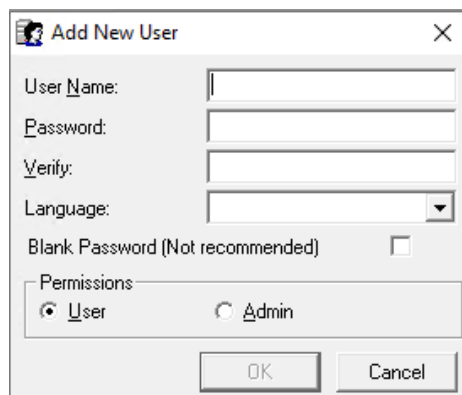 Add New User
User Name:
Password:
Verify:
Language:
Blank Password (Not recommended)
Permissions
User Admin
OK Cancel